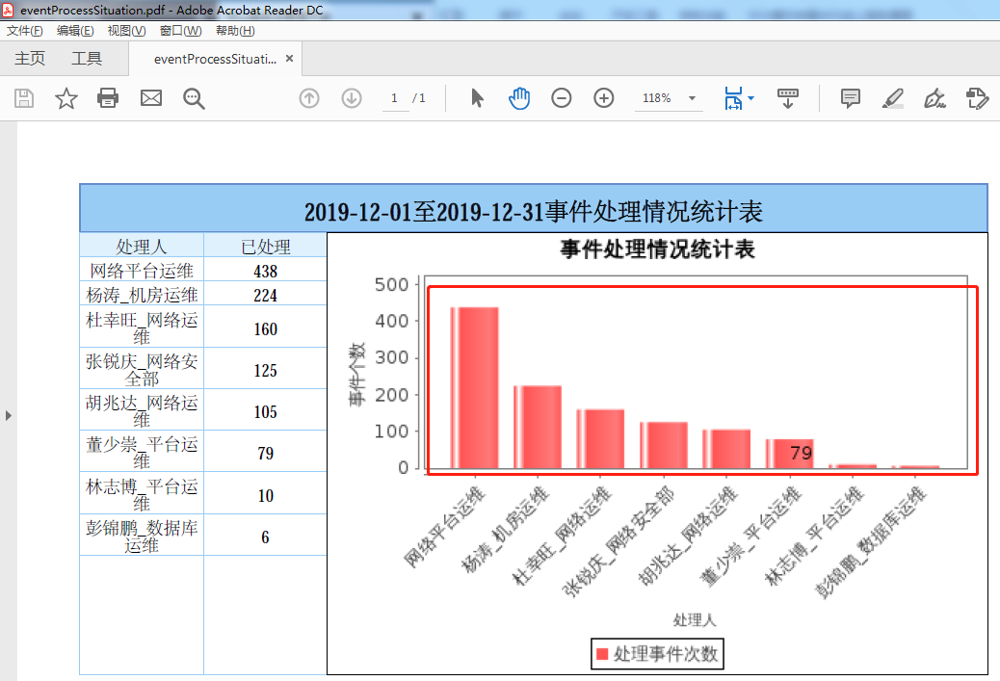 eventProcessSituation.pdf - Adobe Acrobat Reader DC
文件(F) 编辑(E) 视图(V) 窗口(W) 帮助(H)
主页 工具 eventProcessSituati... ×
1 / 1 118%
2019-12-01至2019-12-31事件处理情况统计表
处理人 已处理
网络平台运维 438
杨涛_机房运维 224
杜幸旺_网络运
维 160
张锐庆_网络安
全部 125
胡兆达_网络运
维 105
董少崇_平台运
维 79
林志博_平台运
维 10
彭锦鹏_数据库
运维 6
事件处理情况统计表
事件个数
500
400
300
200
100
0
79
网络平台运维
杨涛_机房运维
杜幸旺_网络运维
张锐庆_网络安全部
胡兆达_网络运维
董少崇_平台运维
林志博_平台运维
彭锦鹏_数据库运维
处理人
处理事件次数